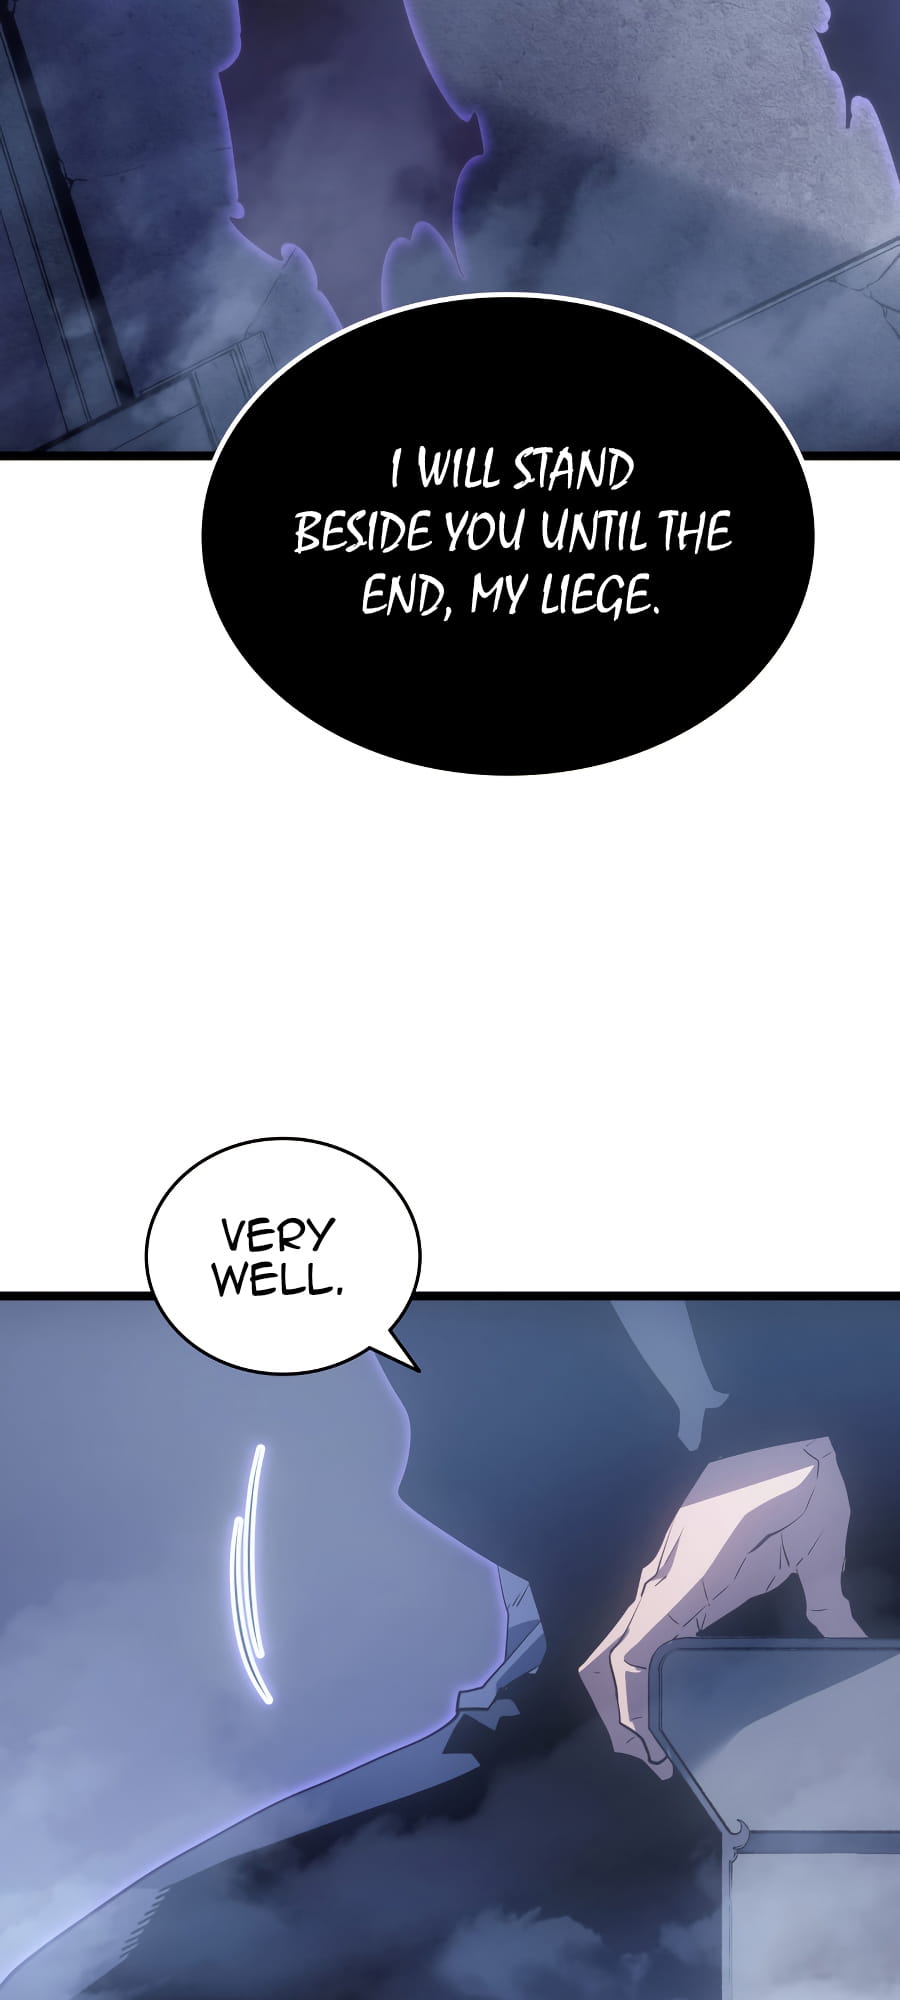 I WILL STAND
BESIDE YOU UNTIL THE
END, MY LIEGE.
VERY
WELL.